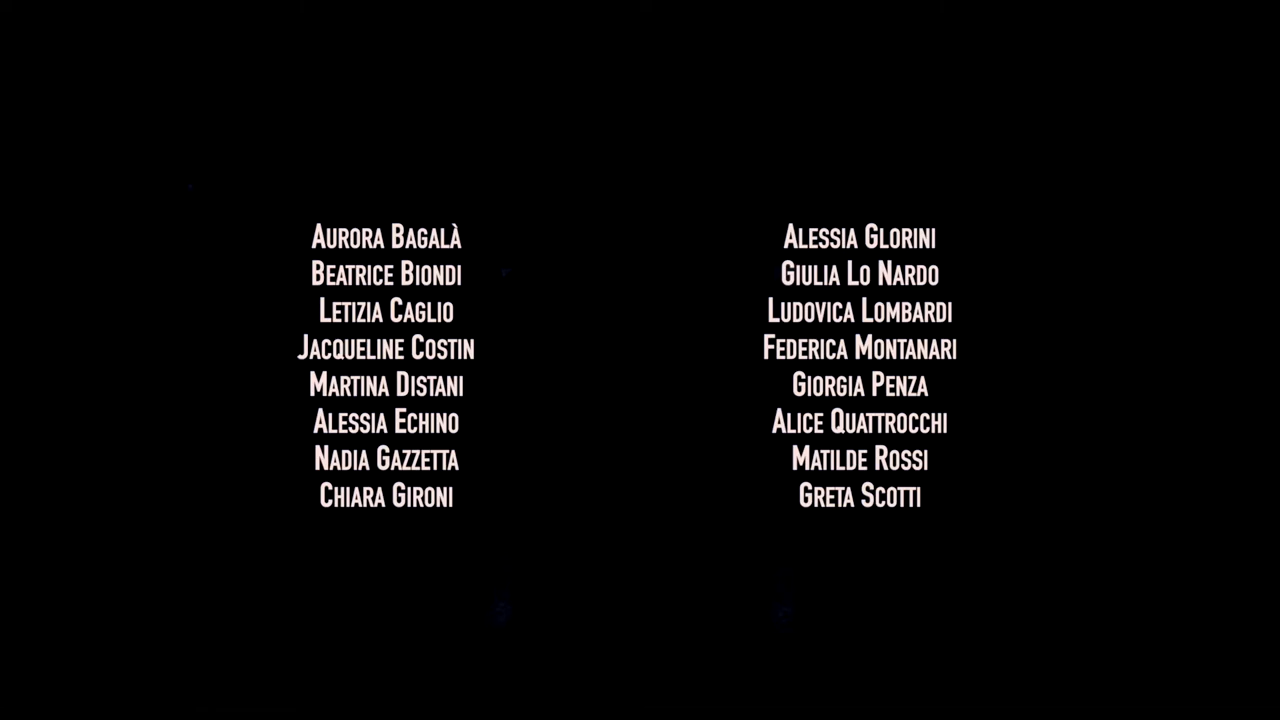 Aurora Bagalà
Beatrice Biondi
Letizia Caglio
Jacqueline Costin
Martina Distani
Alessia Echino
Nadia Gazzetta
Chiara Gironi
Alessia Glorini
Giulia Lo Nardo
Ludovica Lombardi
Federica Montanari
Giorgia Penza
Alice Quattrocchi
Matilde Rossi
Greta Scotti